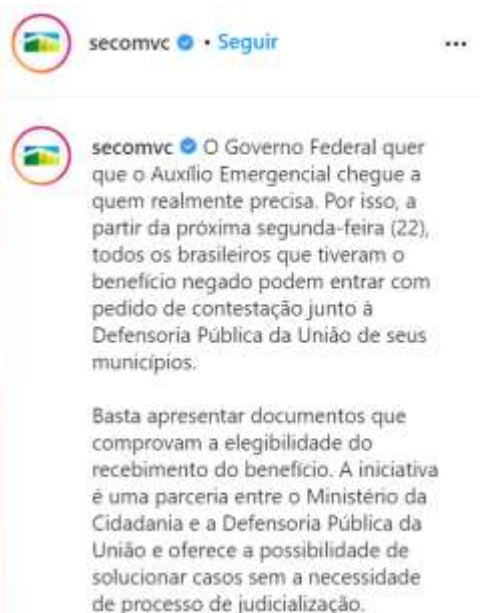 secomvc • Seguir ...
secomvc O Governo Federal quer
que o Auxílio Emergencial chegue a
quem realmente precisa. Por isso, a
partir da próxima segunda-feira (22),
todos os brasileiros que tiveram o
benefício negado podem entrar com
pedido de contestação junto à
Defensoria Pública da União de seus
municípios.
Basta apresentar documentos que
comprovam a elegibilidade do
recebimento do benefício. A iniciativa
é uma parceria entre o Ministério da
Cidadania e a Defensoria Pública da
União e oferece a possibilidade de
solucionar casos sem a necessidade
de processo de judicialização.